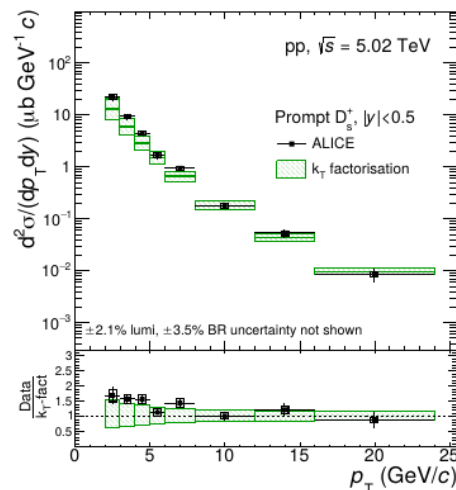 pp, √s = 5.02 TeV
Prompt D_s^+, |y|<0.5
ALICE
k_T factorisation
d²σ/(dp_T dy) (μb GeV⁻¹ c)
10²
10
1
10⁻¹
10⁻²
10⁻³
±2.1% lumi, ±3.5% BR uncertainty not shown
Data
k_T-fact
3
2.5
2
1.5
1
0.5
0 5 10 15 20 25
p_T (GeV/c)